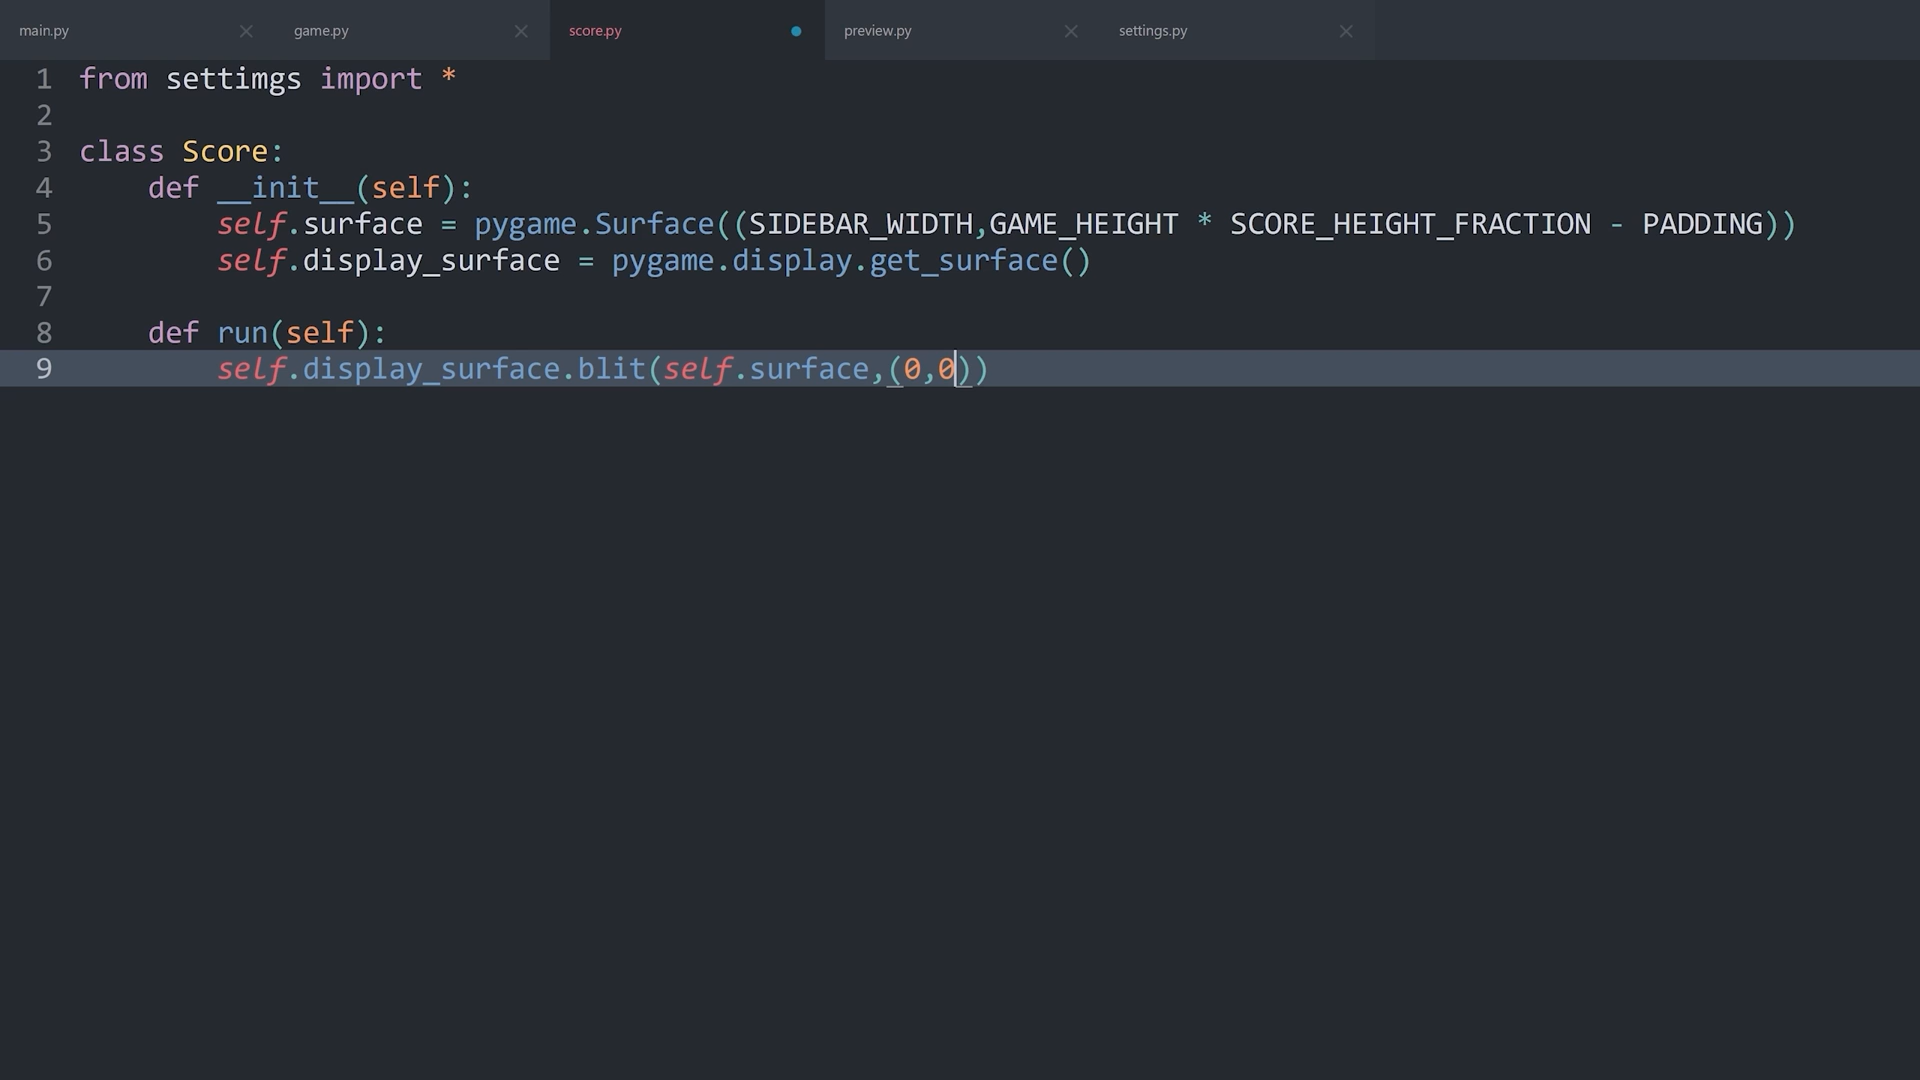 main.py game.py score.py preview.py settings.py
1 from settimgs import *
2
3 class Score:
4     def __init__(self):
5         self.surface = pygame.Surface((SIDEBAR_WIDTH,GAME_HEIGHT * SCORE_HEIGHT_FRACTION - PADDING))
6         self.display_surface = pygame.display.get_surface()
7
8     def run(self):
9         self.display_surface.blit(self.surface,(0,0))